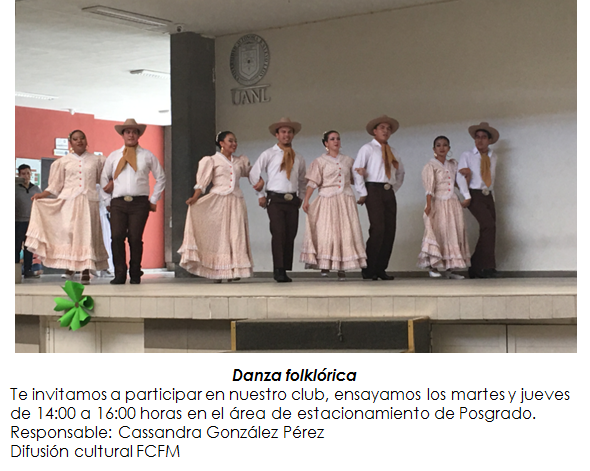 UANL
Danza folklórica
Te invitamos a participar en nuestro club, ensayamos los martes y jueves
de 14:00 a 16:00 horas en el área de estacionamiento de Posgrado.
Responsable: Cassandra González Pérez
Difusión cultural FCFM